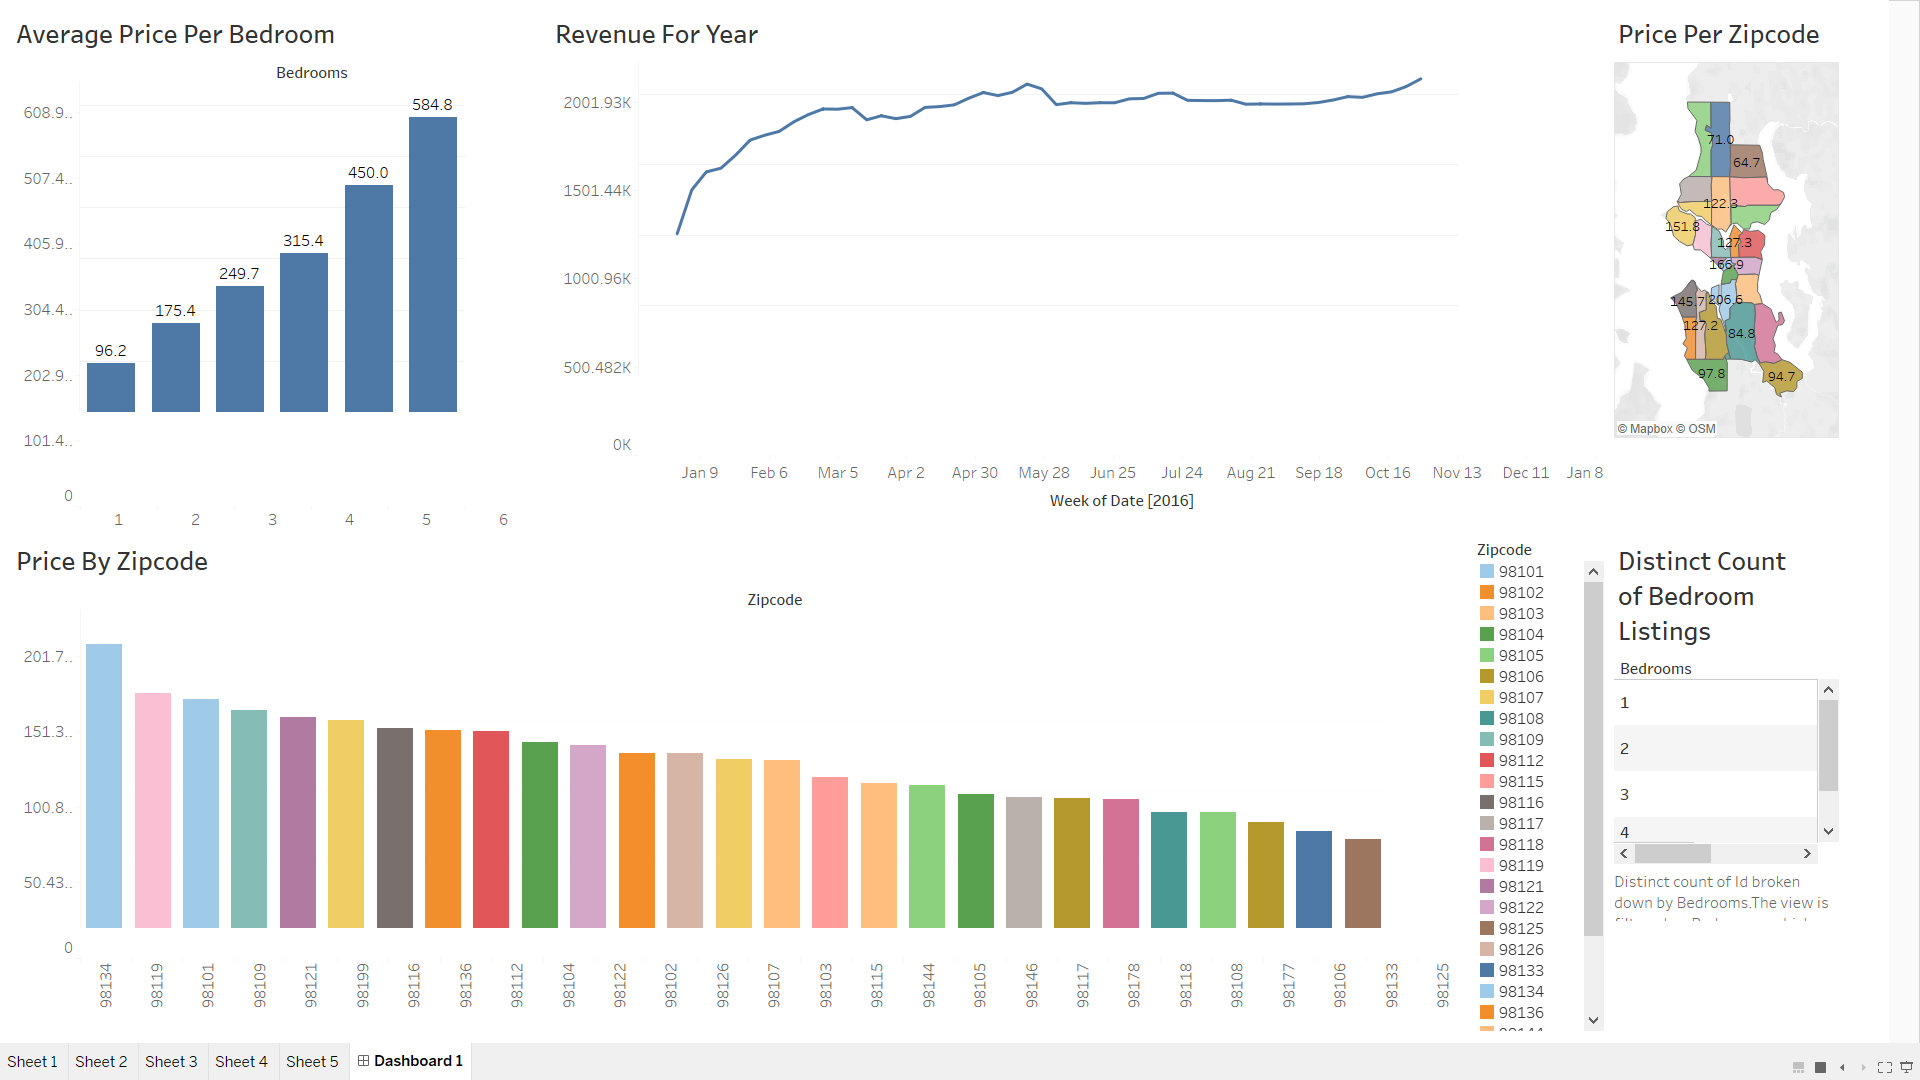 Average Price Per Bedroom
Bedrooms
608.9..
507.4..
405.9..
304.4..
202.9..
101.4..
0
96.2
175.4
249.7
315.4
450.0
584.8
1
2
3
4
5
6
Revenue For Year
2001.93K
1501.44K
1000.96K
500.482K
0K
Jan 9
Feb 6
Mar 5
Apr 2
Apr 30
May 28
Jun 25
Jul 24
Aug 21
Sep 18
Oct 16
Nov 13
Dec 11
Jan 8
Week of Date [2016]
Price Per Zipcode
71.0
64.7
122.3
151.8
127.3
166.9
145.7
206.6
127.2
84.8
97.8
94.7
© Mapbox © OSM
Price By Zipcode
Zipcode
201.7..
151.3..
100.8..
50.43..
0
98134
98119
98101
98109
98121
98199
98116
98136
98112
98104
98122
98102
98126
98107
98103
98115
98144
98105
98146
98117
98178
98118
98108
98177
98106
98133
98125
Zipcode
98101
98102
98103
98104
98105
98106
98107
98108
98109
98112
98115
98116
98117
98118
98119
98121
98122
98125
98126
98133
98134
98136
Distinct Count
of Bedroom
Listings
Bedrooms
1
2
3
4
Distinct count of Id broken
down by Bedrooms.The view is
Sheet 1
Sheet 2
Sheet 3
Sheet 4
Sheet 5
Dashboard 1